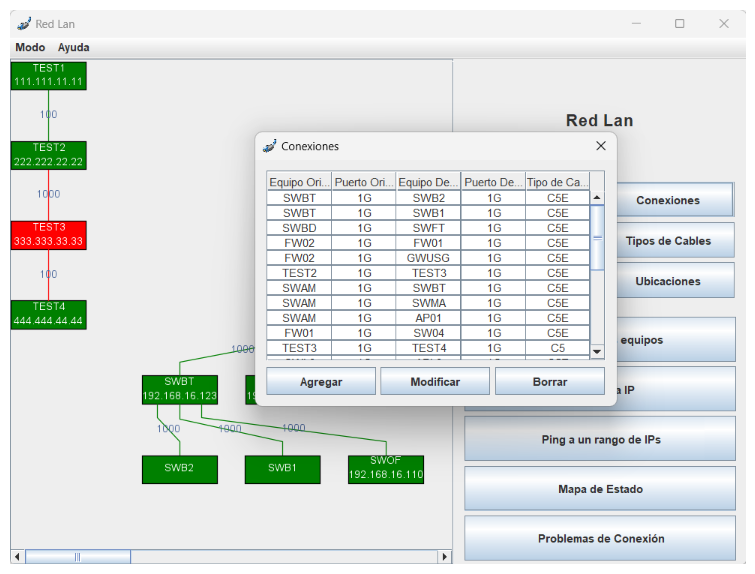 Red Lan
Modo Ayuda
TEST1
111.111.11.11
100
TEST2
222.222.22.22
1000
TEST3
333.333.33.33
100
TEST4
444.444.44.44
1000
SWBT
192.168.16.123
19
1000 1000 1000
SWB2
SWB1
SWOF
192.168.16.110
Conexiones
Equipo Ori... Puerto Ori... Equipo De... Puerto De... Tipo de Ca...
SWBT 1G SWB2 1G C5E
SWBT 1G SWB1 1G C5E
SWBD 1G SWFT 1G C5E
FW02 1G FW01 1G C5E
FW02 1G GWUSG 1G C5E
TEST2 1G TEST3 1G C5E
SWAM 1G SWBT 1G C5E
SWAM 1G SWMA 1G C5E
SWAM 1G AP01 1G C5E
FW01 1G SW04 1G C5E
TEST3 1G TEST4 1G C5
Agregar Modificar Borrar
Red Lan
Conexiones
Tipos de Cables
Ubicaciones
equipos
a IP
Ping a un rango de IPs
Mapa de Estado
Problemas de Conexión